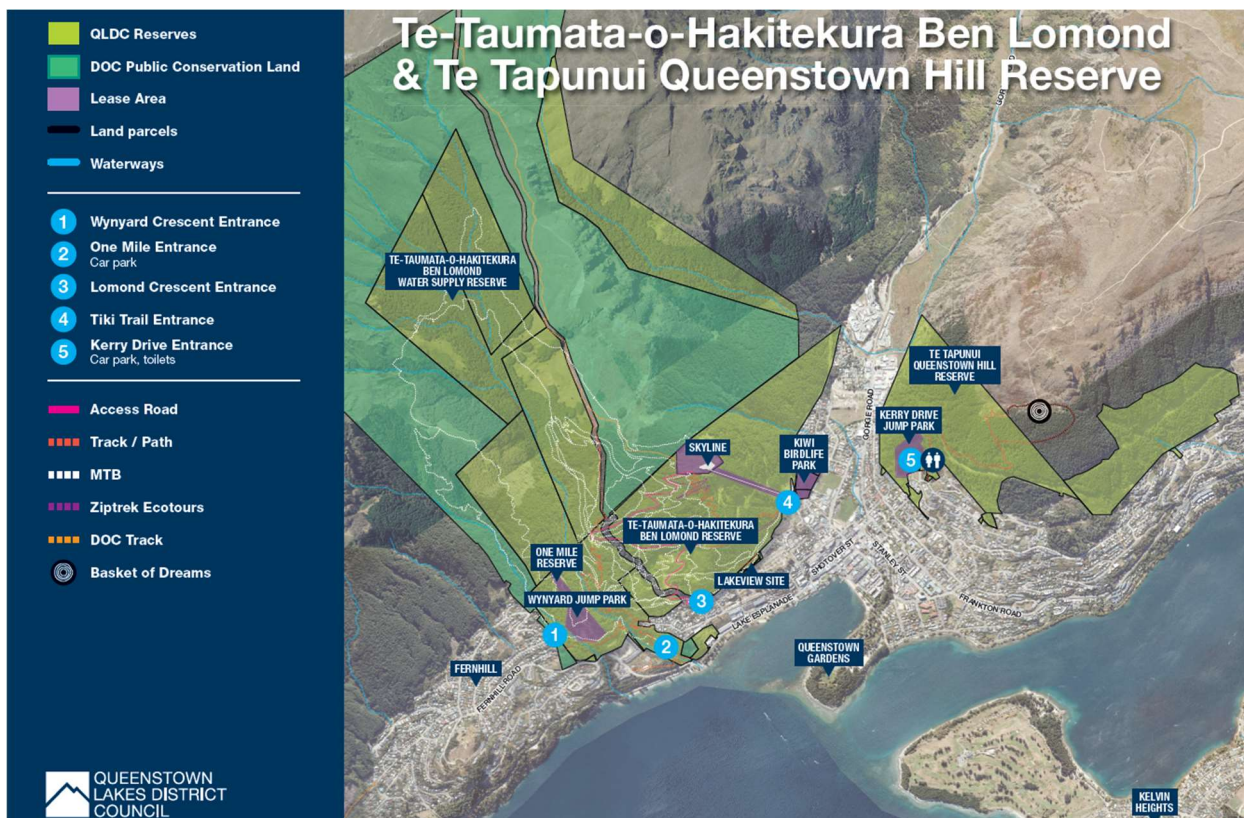 Te-Taumata-o-Hakitekura Ben Lomond
& Te Tapunui Queenstown Hill Reserve
QLDC Reserves
DOC Public Conservation Land
Lease Area
Land parcels
Waterways
1 Wynyard Crescent Entrance
2 One Mile Entrance
Car park
3 Lomond Crescent Entrance
4 Tiki Trail Entrance
5 Kerry Drive Entrance
Car park, toilets
Access Road
Track / Path
MTB
Ziptrek Ecotours
DOC Track
Basket of Dreams
QUEENSTOWN
LAKES DISTRICT
COUNCIL
TE-TAUMATA-O-HAKITEKURA
BEN LOMOND
WATER SUPPLY RESERVE
TE TAPUNUI
QUEENSTOWN HILL
RESERVE
GORGE ROAD
KERRY DRIVE
JUMP PARK
5
SKYLINE
KIWI
BIRDLIFE
PARK
4
TE-TAUMATA-O-HAKITEKURA
BEN LOMOND RESERVE
ONE MILE
RESERVE
WYNYARD JUMP PARK
LAKEVIEW SITE
SHOTOVER ST
STANLEY ST
FRANKTON ROAD
LAKE ESPLANADE
3
1
2
FERNHILL
FERNHILL ROAD
QUEENSTOWN
GARDENS
KELVIN
HEIGHTS